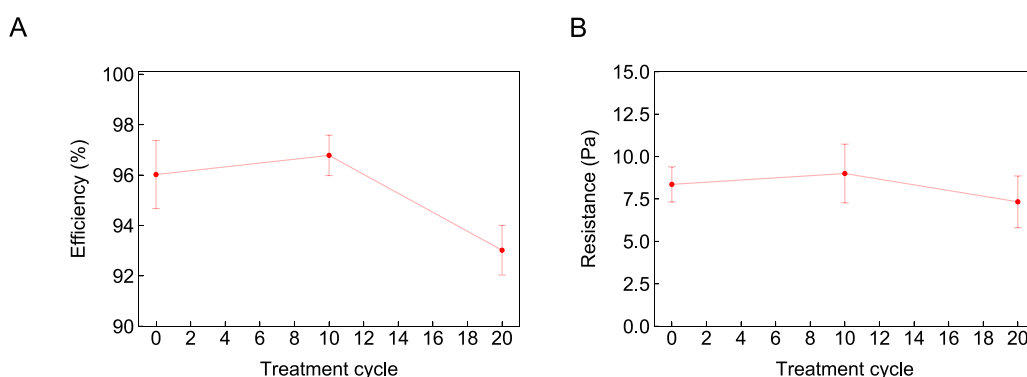 A
B
Efficiency (%)
100
98
96
94
92
90
0 2 4 6 8 10 12 14 16 18 20
Treatment cycle
Resistance (Pa)
15.0
12.5
10.0
7.5
5.0
2.5
0.0
0 2 4 6 8 10 12 14 16 18 20
Treatment cycle